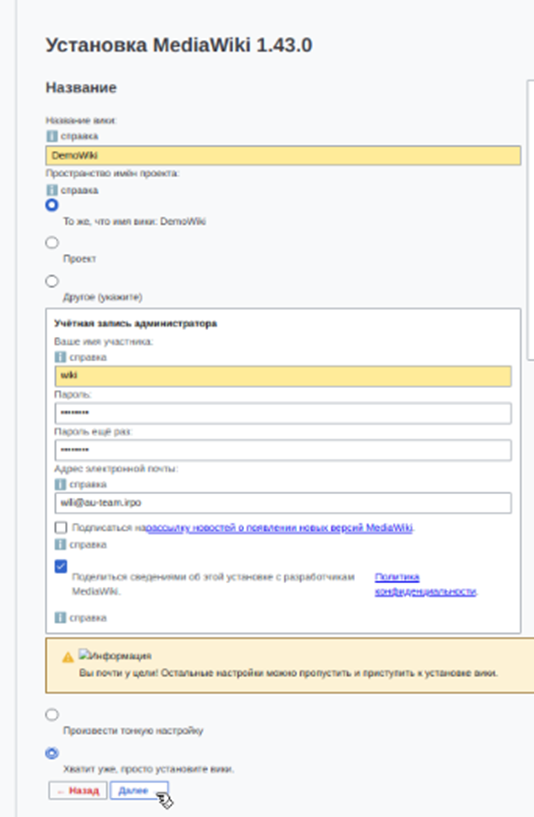 Установка MediaWiki 1.43.0
Название
Название вики:
справка
DemoWiki
Пространство имён проекта:
справка
То же, что имя вики: DemoWiki
Проект
Другое (укажите)
Учётная запись администратора
Ваше имя участника:
справка
wiki
Пароль:
••••••••
Пароль ещё раз:
••••••••
Адрес электронной почты:
справка
wili@au-team.irpo
Подписаться на рассылку новостей о появлении новых версий MediaWiki.
справка
Поделиться сведениями об этой установке с разработчикам Политика
MediaWiki. конфиденциальности.
справка
Информация
Вы почти у цели! Остальные настройки можно пропустить и приступить к установке вики.
Произвести тонкую настройку
Хватит уже, просто установите вики.
← Назад Далее →